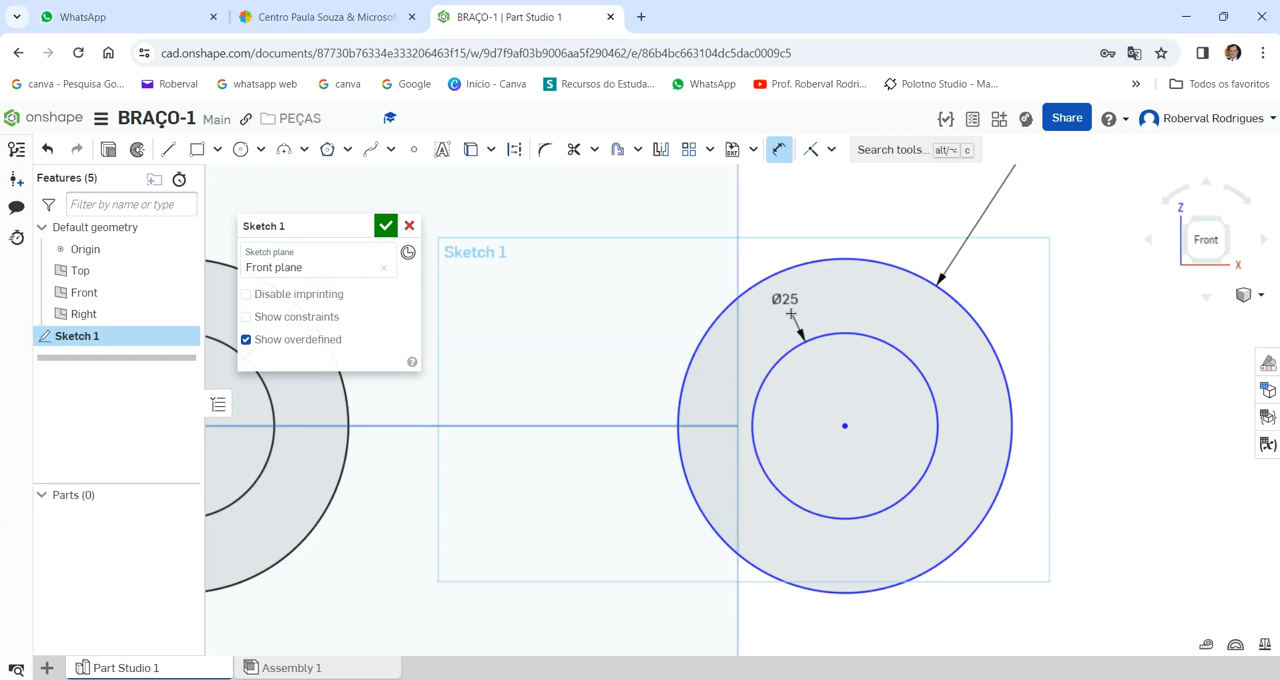 WhatsApp
Centro Paula Souza & Microsof
BRAÇO-1 | Part Studio 1
cad.onshape.com/documents/87730b76334e333206463f15/w/9d7f9af03b9006aa5f290462/e/86b4bc663104dc5dac0009c5
canva - Pesquisa Go...
Roberval
whatsapp web
canva
Google
Início - Canva
Recursos do Estuda...
WhatsApp
Prof. Roberval Rodri...
Polotno Studio - Ma...
»
Todos os favoritos
onshape
BRAÇO-1 Main
PEÇAS
Share
Roberval Rodrigues
Search tools... alt/⌥ c
Features (5)
Filter by name or type
Default geometry
Origin
Top
Front
Right
Sketch 1
Parts (0)
Sketch 1
Sketch plane
Front plane
Disable imprinting
Show constraints
Show overdefined
Sketch 1
Ø25
Z
Front
X
Part Studio 1
Assembly 1